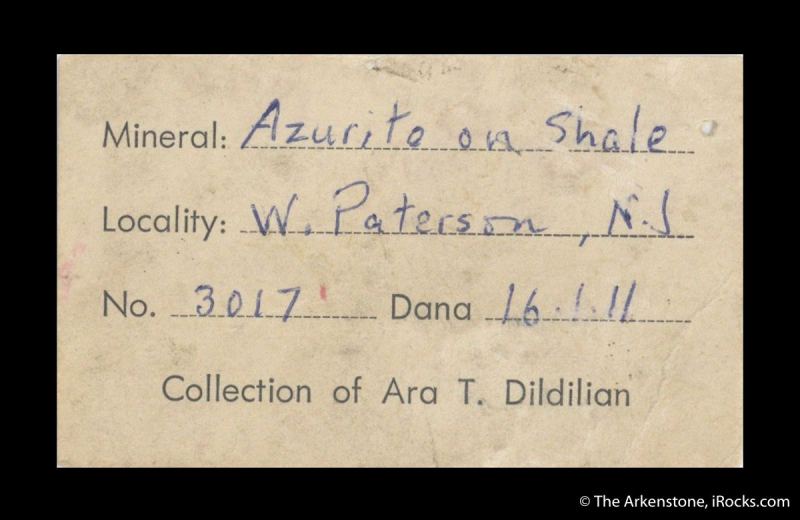 Mineral: Azurite on Shale
Locality: W. Paterson, N.J
No. 3017 Dana 16.1.11
Collection of Ara T. Dildilian
© The Arkenstone, iRocks.com